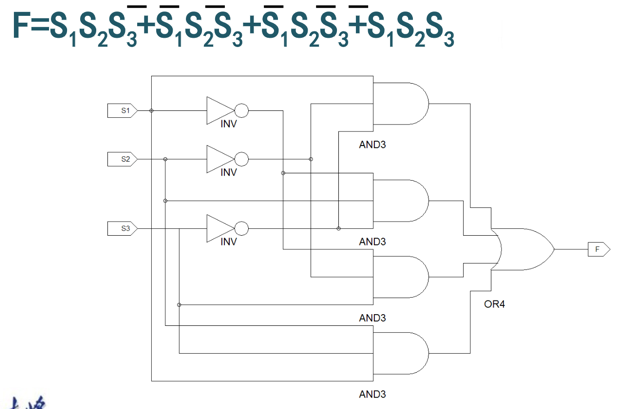 F=S₁S₂S₃+S₁S₂S₃+S₁S₂S₃+S₁S₂S₃
S1
INV
AND3
S2
INV
S3
INV
AND3
F
OR4
AND3
AND3